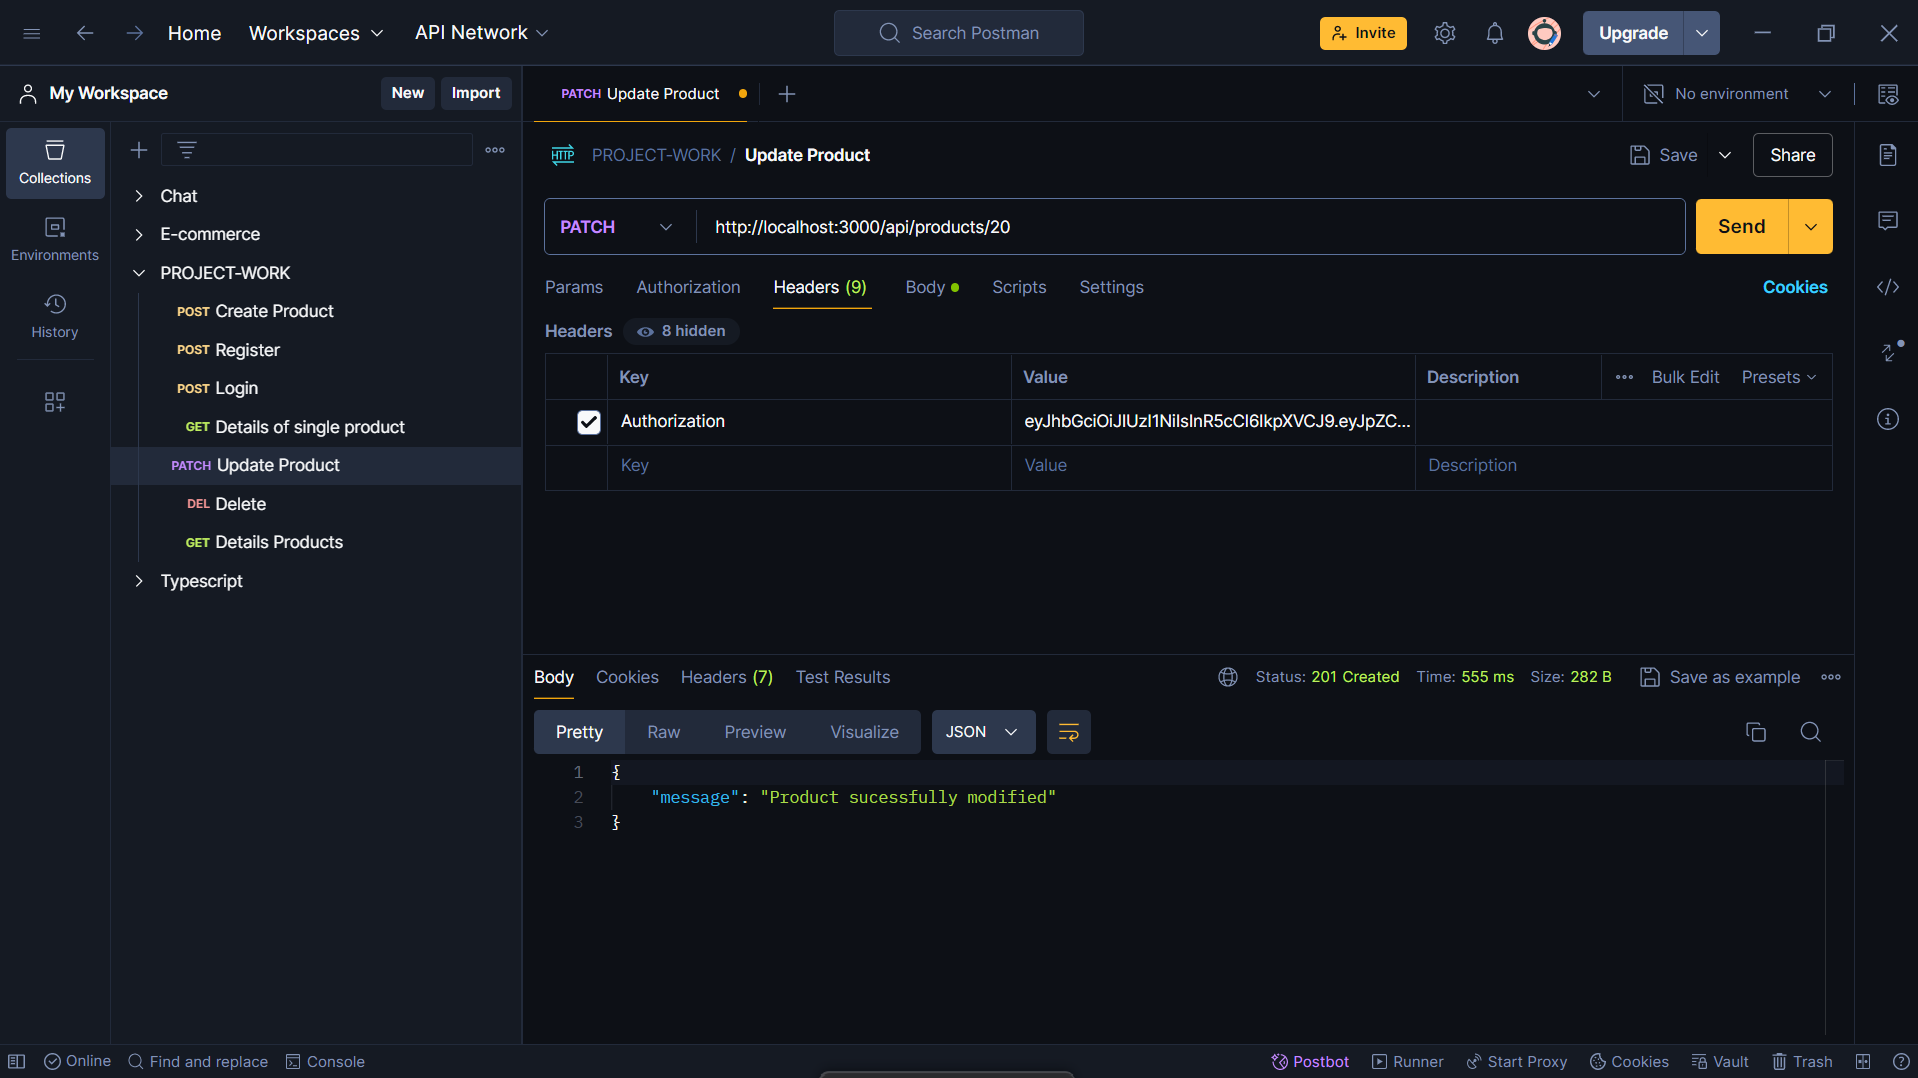 Home Workspaces API Network Search Postman Invite Upgrade
My Workspace New Import PATCH Update Product No environment
Collections
Environments
History
Chat
E-commerce
PROJECT-WORK
POST Create Product
POST Register
POST Login
GET Details of single product
PATCH Update Product
DEL Delete
GET Details Products
Typescript
HTTP PROJECT-WORK / Update Product Save Share
PATCH http://localhost:3000/api/products/20 Send
Params Authorization Headers (9) Body Scripts Settings Cookies
Headers 8 hidden
Key Value Description Bulk Edit Presets
Authorization eyJhbGciOiJIUzI1NiIsInR5cCI6IkpXVCJ9.eyJpZC...
Key Value Description
Body Cookies Headers (7) Test Results Status: 201 Created Time: 555 ms Size: 282 B Save as example
Pretty Raw Preview Visualize JSON
1 {
2 "message": "Product sucessfully modified"
3 }
Online Find and replace Console Postbot Runner Start Proxy Cookies Vault Trash